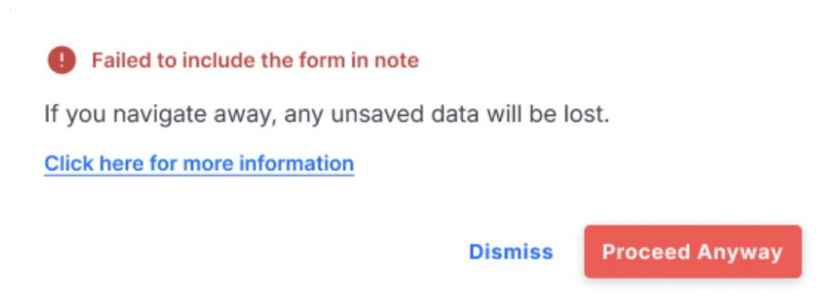 Failed to include the form in note
If you navigate away, any unsaved data will be lost.
Click here for more information
Dismiss
Proceed Anyway